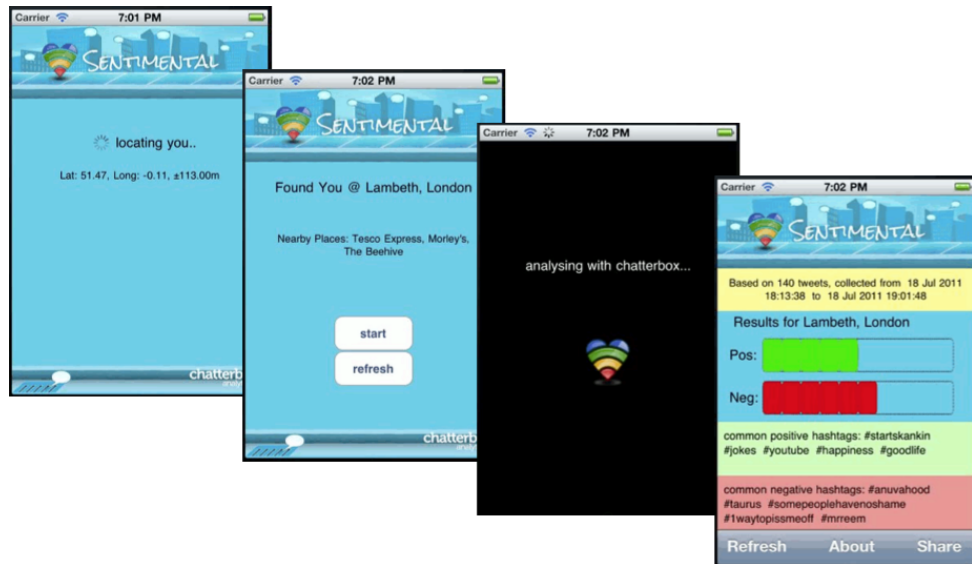 Carrier 7:01 PM
SENTIMENTAL
locating you..
Lat: 51.47, Long: -0.11, ±113.00m
chatterb
analy
Carrier 7:02 PM
SENTIMENTAL
Found You @ Lambeth, London
Nearby Places: Tesco Express, Morley's,
The Beehive
start
refresh
chatterb
analy
Carrier 7:02 PM
analysing with chatterbox...
Carrier 7:02 PM
SENTIMENTAL
Based on 140 tweets, collected from 18 Jul 2011
18:13:38 to 18 Jul 2011 19:01:48
Results for Lambeth, London
Pos:
Neg:
common positive hashtags: #startskankin
#jokes #youtube #happiness #goodlife
common negative hashtags: #anuvahood
#taurus #somepeoplehavenoshame
#1waytopissmeoff #mrreem
Refresh About Share